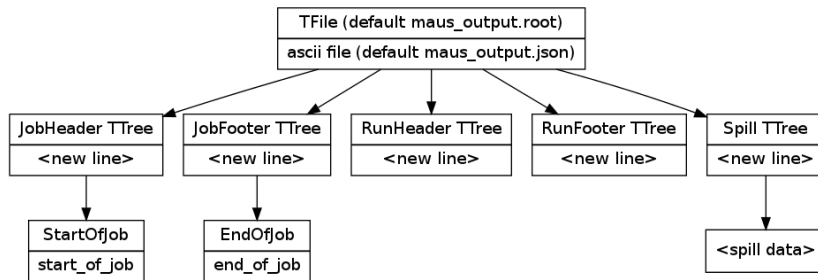 TFile (default maus_output.root)
ascii file (default maus_output.json)
JobHeader TTree
<new line>
JobFooter TTree
<new line>
RunHeader TTree
<new line>
RunFooter TTree
<new line>
Spill TTree
<new line>
StartOfJob
start_of_job
EndOfJob
end_of_job
<spill data>